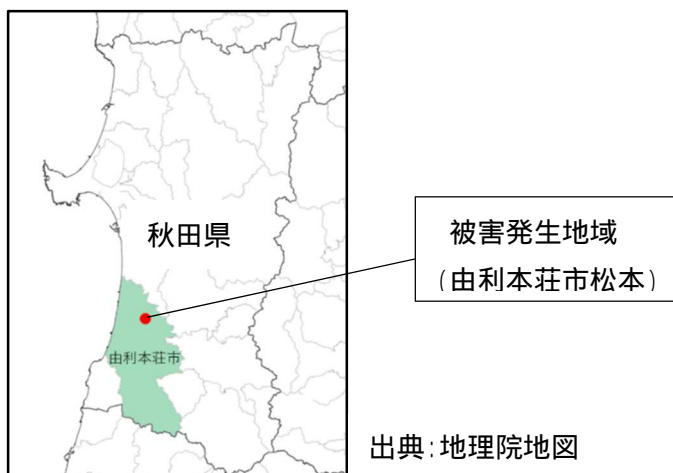 秋田県
由利本荘市
被害発生地域
(由利本荘市松本)
出典:地理院地図